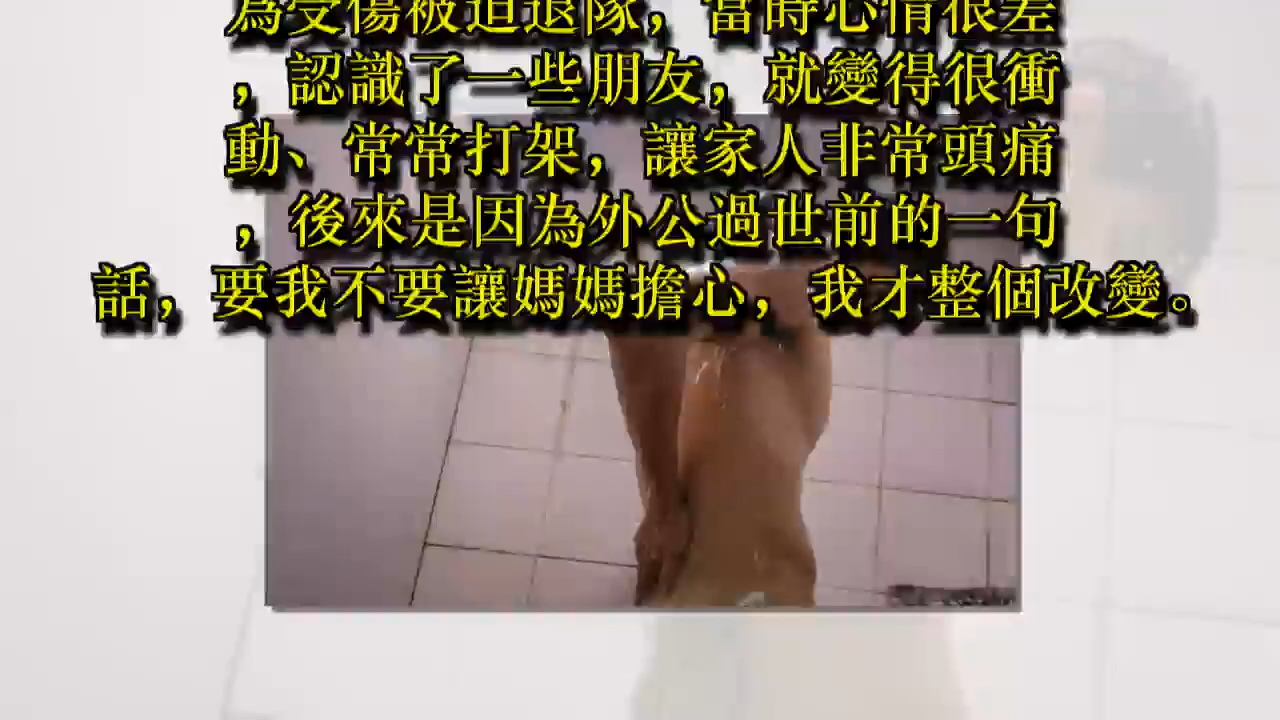 為受傷被迫退隊，當時心情很差
，認識了一些朋友，就變得很衝
動、常常打架，讓家人非常頭痛
，後來是因為外公過世前的一句
話，要我不要讓媽媽擔心，我才整個改變。